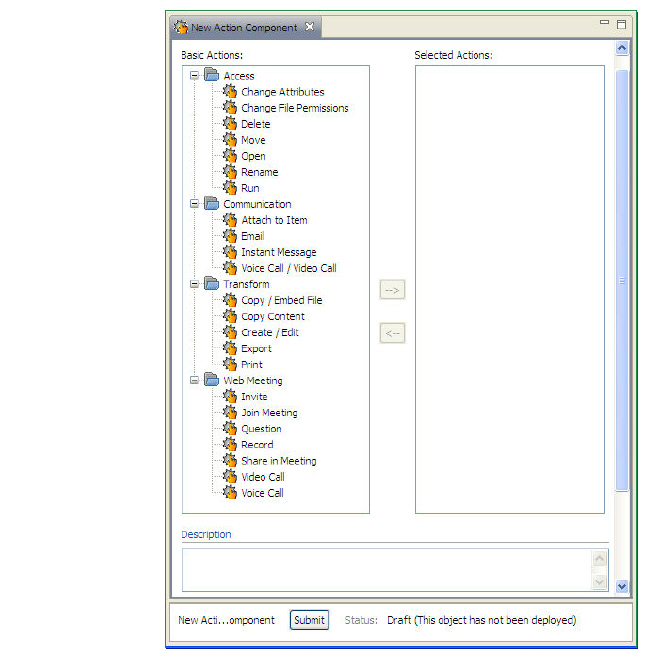 New Action Component
Basic Actions:
Selected Actions:
Access
Change Attributes
Change File Permissions
Delete
Move
Open
Rename
Run
Communication
Attach to Item
Email
Instant Message
Voice Call / Video Call
Transform
Copy / Embed File
Copy Content
Create / Edit
Export
Print
Web Meeting
Invite
Join Meeting
Question
Record
Share in Meeting
Video Call
Voice Call
-->
<--
Description
New Acti...omponent Submit Status: Draft (This object has not been deployed)